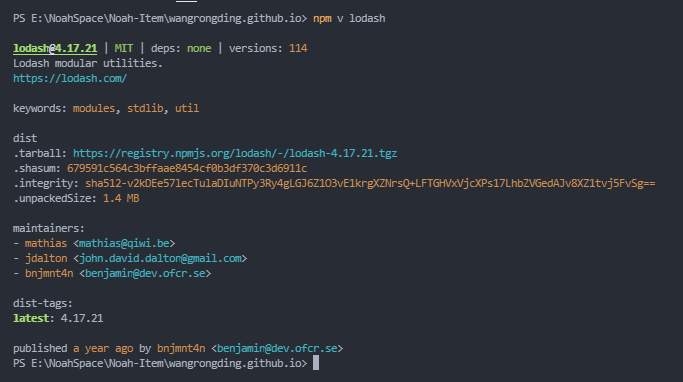 PS E:\NoahSpace\Noah-Item\wangrongding.github.io> npm v lodash
lodash@4.17.21 | MIT | deps: none | versions: 114
Lodash modular utilities.
https://lodash.com/
keywords: modules, stdlib, util
dist
.tarball: https://registry.npmjs.org/lodash/-/lodash-4.17.21.tgz
.shasum: 679591c564c3bffaae8454cf0b3df370c3d6911c
.integrity: sha512-v2kDEe57lecTulaDIuNTPy3Ry4gLGJ6Z1O3vE1krgXZNrsQ+LFTGHVxVjcXPs17LhbZVGedAJv8XZ1tvj5FvSg==
.unpackedSize: 1.4 MB
maintainers:
- mathias <mathias@qiwi.be>
- jdalton <john.david.dalton@gmail.com>
- bnjmnt4n <benjamin@dev.ofcr.se>
dist-tags:
latest: 4.17.21
published a year ago by bnjmnt4n <benjamin@dev.ofcr.se>
PS E:\NoahSpace\Noah-Item\wangrongding.github.io>